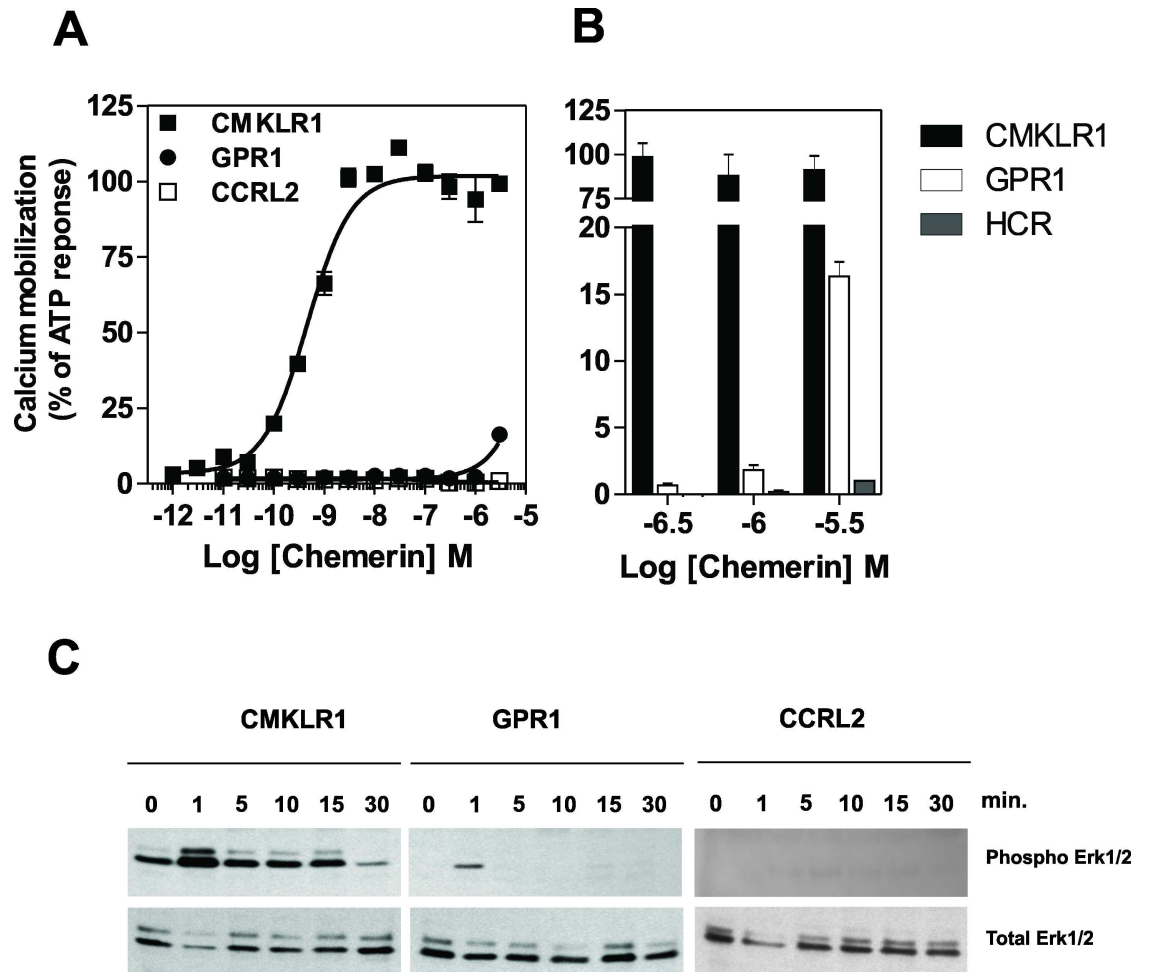 A
B
125
100
75
50
25
0
CMKLR1
GPR1
CCRL2
Calcium mobilization
(% of ATP reponse)
-12 -11 -10 -9 -8 -7 -6 -5
Log [Chemerin] M
125
100
75
20
15
10
5
0
-6.5 -6 -5.5
Log [Chemerin] M
CMKLR1
GPR1
HCR
C
CMKLR1 GPR1 CCRL2
0 1 5 10 15 30 0 1 5 10 15 30 0 1 5 10 15 30 min.
Phospho Erk1/2
Total Erk1/2